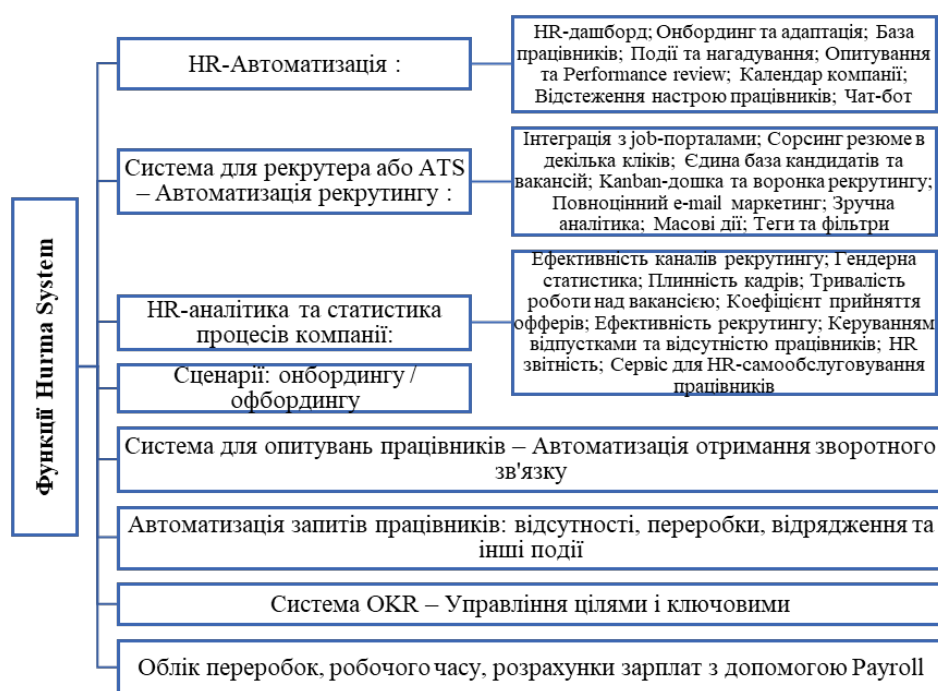 Функції Hurma System
HR-Автоматизація :
HR-дашборд; Онбординг та адаптація; База
працівників; Події та нагадування; Опитування
та Performance review; Календар компанії;
Відстеження настрою працівників; Чат-бот
Система для рекрутера або ATS
– Автоматизація рекрутингу :
Інтеграція з job-порталами; Сорсинг резюме в
декілька кліків; Єдина база кандидатів та
вакансій; Kanban-дошка та воронка рекрутингу;
Повноцінний e-mail маркетинг; Зручна
аналітика; Масові дії; Теги та фільтри
HR-аналітика та статистика
процесів компанії:
Ефективність каналів рекрутингу; Гендерна
статистика; Плинність кадрів; Тривалість
роботи над вакансією; Коефіцієнт прийняття
офферів; Ефективність рекрутингу; Керуванням
відпустками та відсутністю працівників; HR
звітність; Сервіс для HR-самообслуговування
працівників
Сценарії: онбордингу /
офбордингу
Система для опитувань працівників – Автоматизація отримання зворотного
зв'язку
Автоматизація запитів працівників: відсутності, переробки, відрядження та
інші події
Система OKR – Управління цілями і ключовими
Облік переробок, робочого часу, розрахунки зарплат з допомогою Payroll